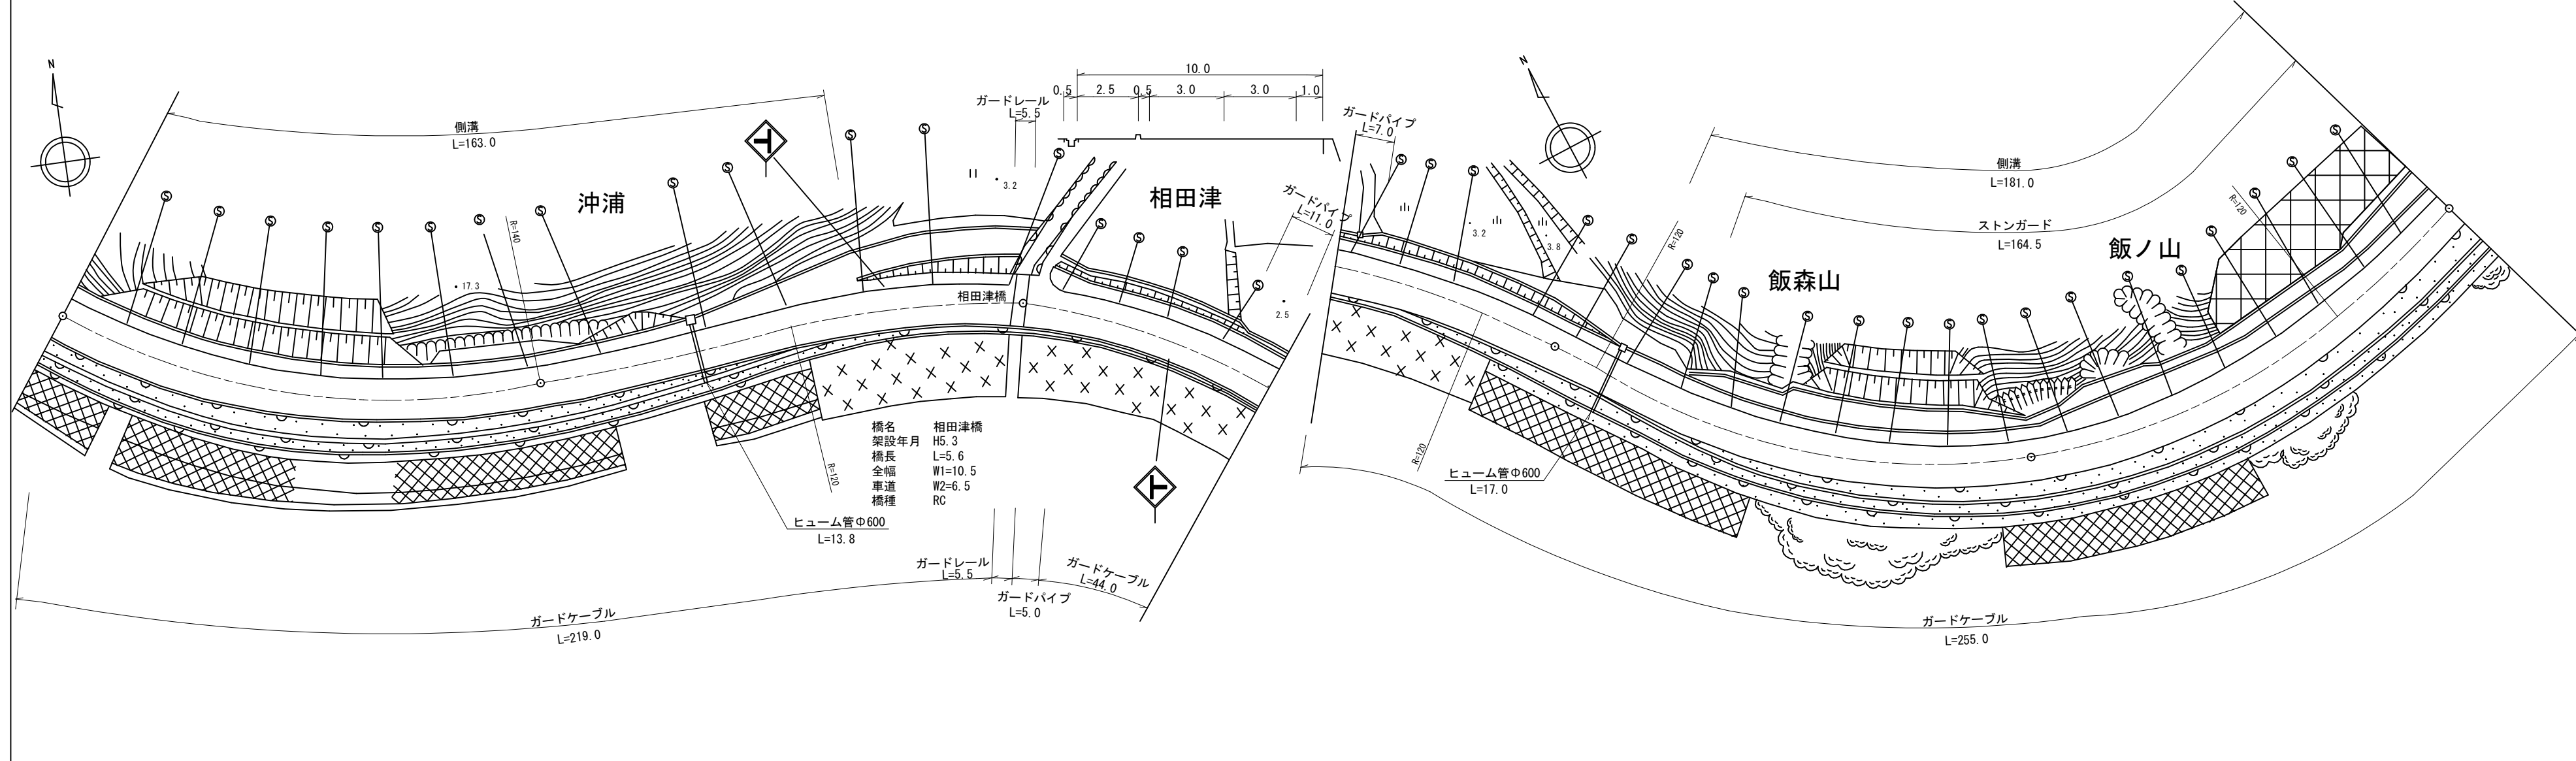 N
側溝
L=163.0
沖浦
R=140
17.3
ガードレール
L=5.5
10.0
0.5 2.5 0.5 3.0 3.0 1.0
3.2
相田津
ガードパイプ
L=11.0
2.5
相田津橋
R=120
橋名 相田津橋
架設年月 H5.3
橋長 L=5.6
全幅 W1=10.5
車道 W2=6.5
橋種 RC
ヒューム管Φ600
L=13.8
ガードレール
L=5.5
ガードパイプ
L=5.0
ガードケーブル
L=44.0
ガードケーブル
L=219.0
ガードパイプ
L=7.0
N
3.2
3.8
R=120
側溝
L=181.0
ストンガード
L=164.5
飯森山
飯ノ山
R=120
R=120
ヒューム管Φ600
L=17.0
ガードケーブル
L=255.0
S S S S S S S S S S S S S S S S S S
S S S S S S S S S S S S S S S S S S S S S S S